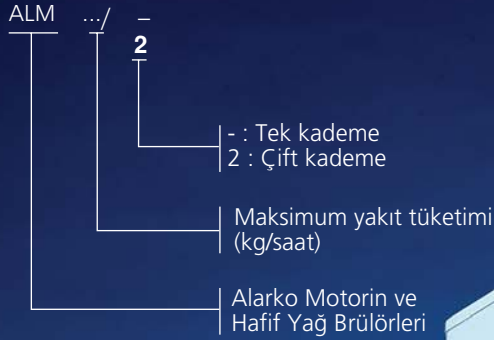 ALM .../ –
2
- : Tek kademe
2 : Çift kademe
Maksimum yakıt tüketimi
(kg/saat)
Alarko Motorin ve
Hafif Yağ Brülörleri